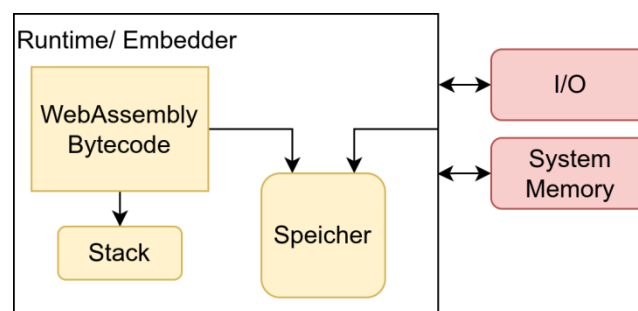 Runtime/ Embedder
WebAssembly
Bytecode
Stack
Speicher
I/O
System
Memory